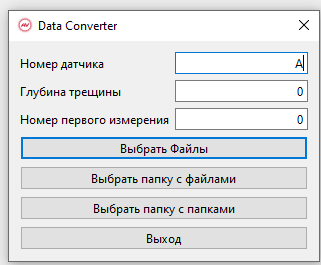 Data Converter
Номер датчика A
Глубина трещины 0
Номер первого измерения 0
Выбрать Файлы
Выбрать папку с файлами
Выбрать папку с папками
Выход